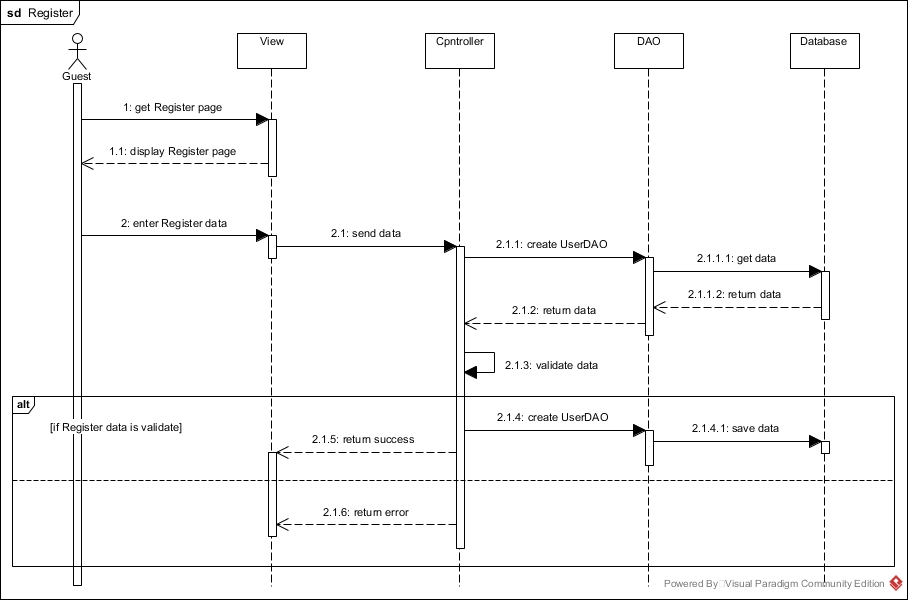 sd Register
Guest
View
Cpntroller
DAO
Database
1: get Register page
1.1: display Register page
2: enter Register data
2.1: send data
2.1.1: create UserDAO
2.1.1.1: get data
2.1.1.2: return data
2.1.2: return data
2.1.3: validate data
alt
[if Register data is validate]
2.1.4: create UserDAO
2.1.4.1: save data
2.1.5: return success
2.1.6: return error
Powered By Visual Paradigm Community Edition